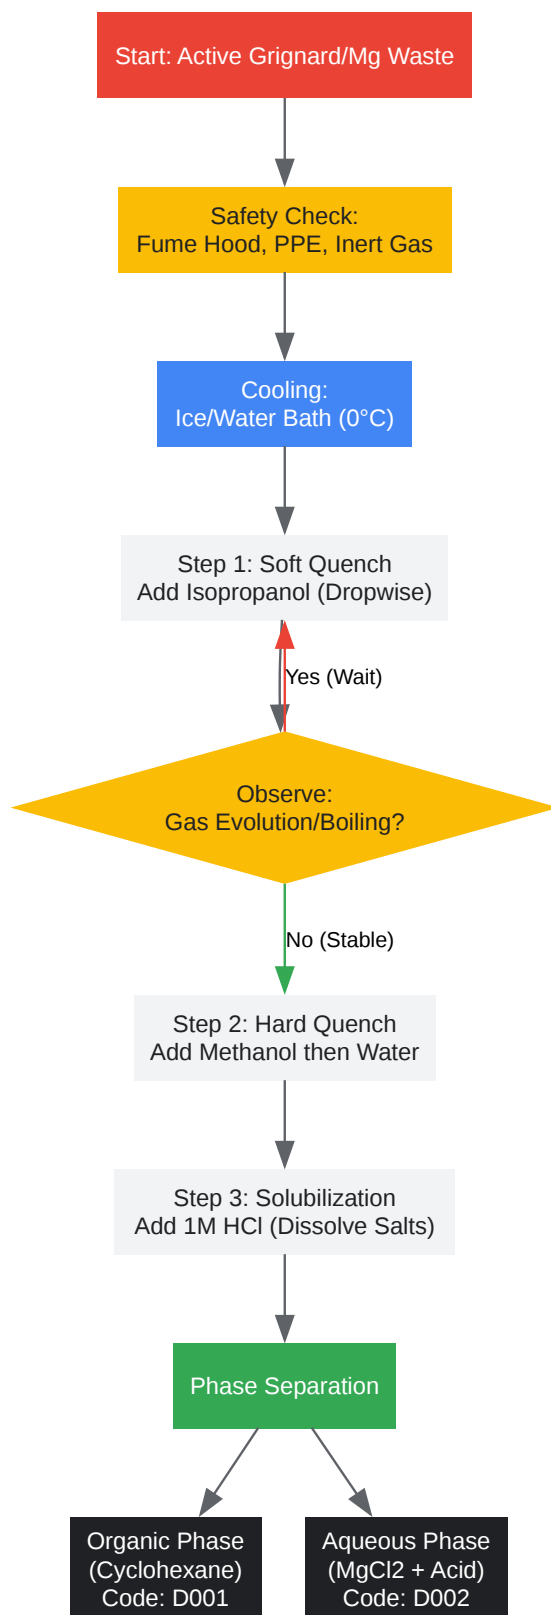 Start: Active Grignard/Mg Waste
Safety Check:
Fume Hood, PPE, Inert Gas
Cooling:
Ice/Water Bath (0°C)
Step 1: Soft Quench
Add Isopropanol (Dropwise)
Yes (Wait)
Observe:
Gas Evolution/Boiling?
No (Stable)
Step 2: Hard Quench
Add Methanol then Water
Step 3: Solubilization
Add 1M HCl (Dissolve Salts)
Phase Separation
Organic Phase
(Cyclohexane)
Code: D001
Aqueous Phase
(MgCl2 + Acid)
Code: D002